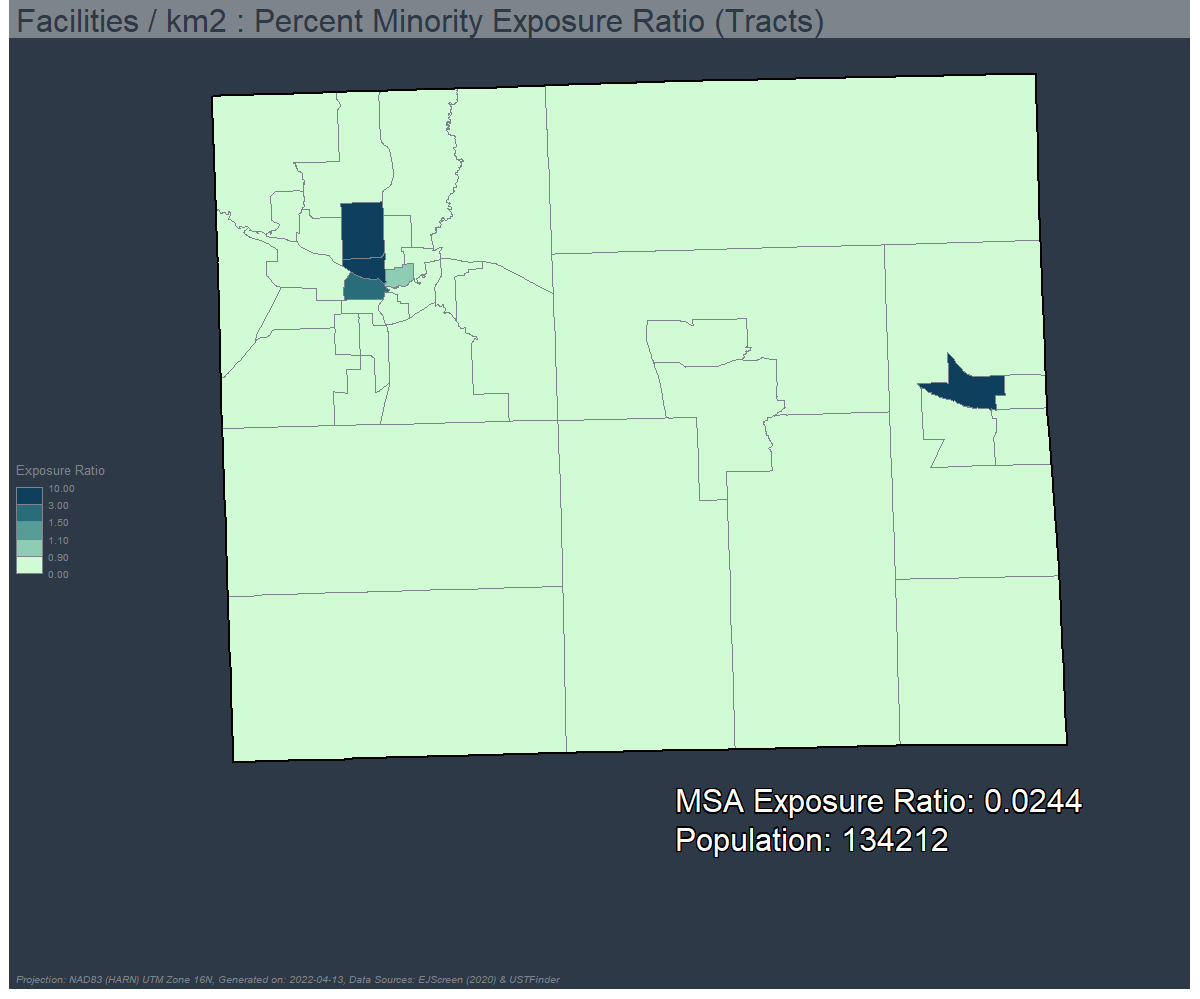 Facilities / km2 : Percent Minority Exposure Ratio (Tracts)
Exposure Ratio
10.00
3.00
1.50
1.10
0.90
0.00
MSA Exposure Ratio: 0.0244
Population: 134212
Projection: NAD83 (HARN) UTM Zone 16N, Generated on: 2022-04-13, Data Sources: EJScreen (2020) & USTFinder